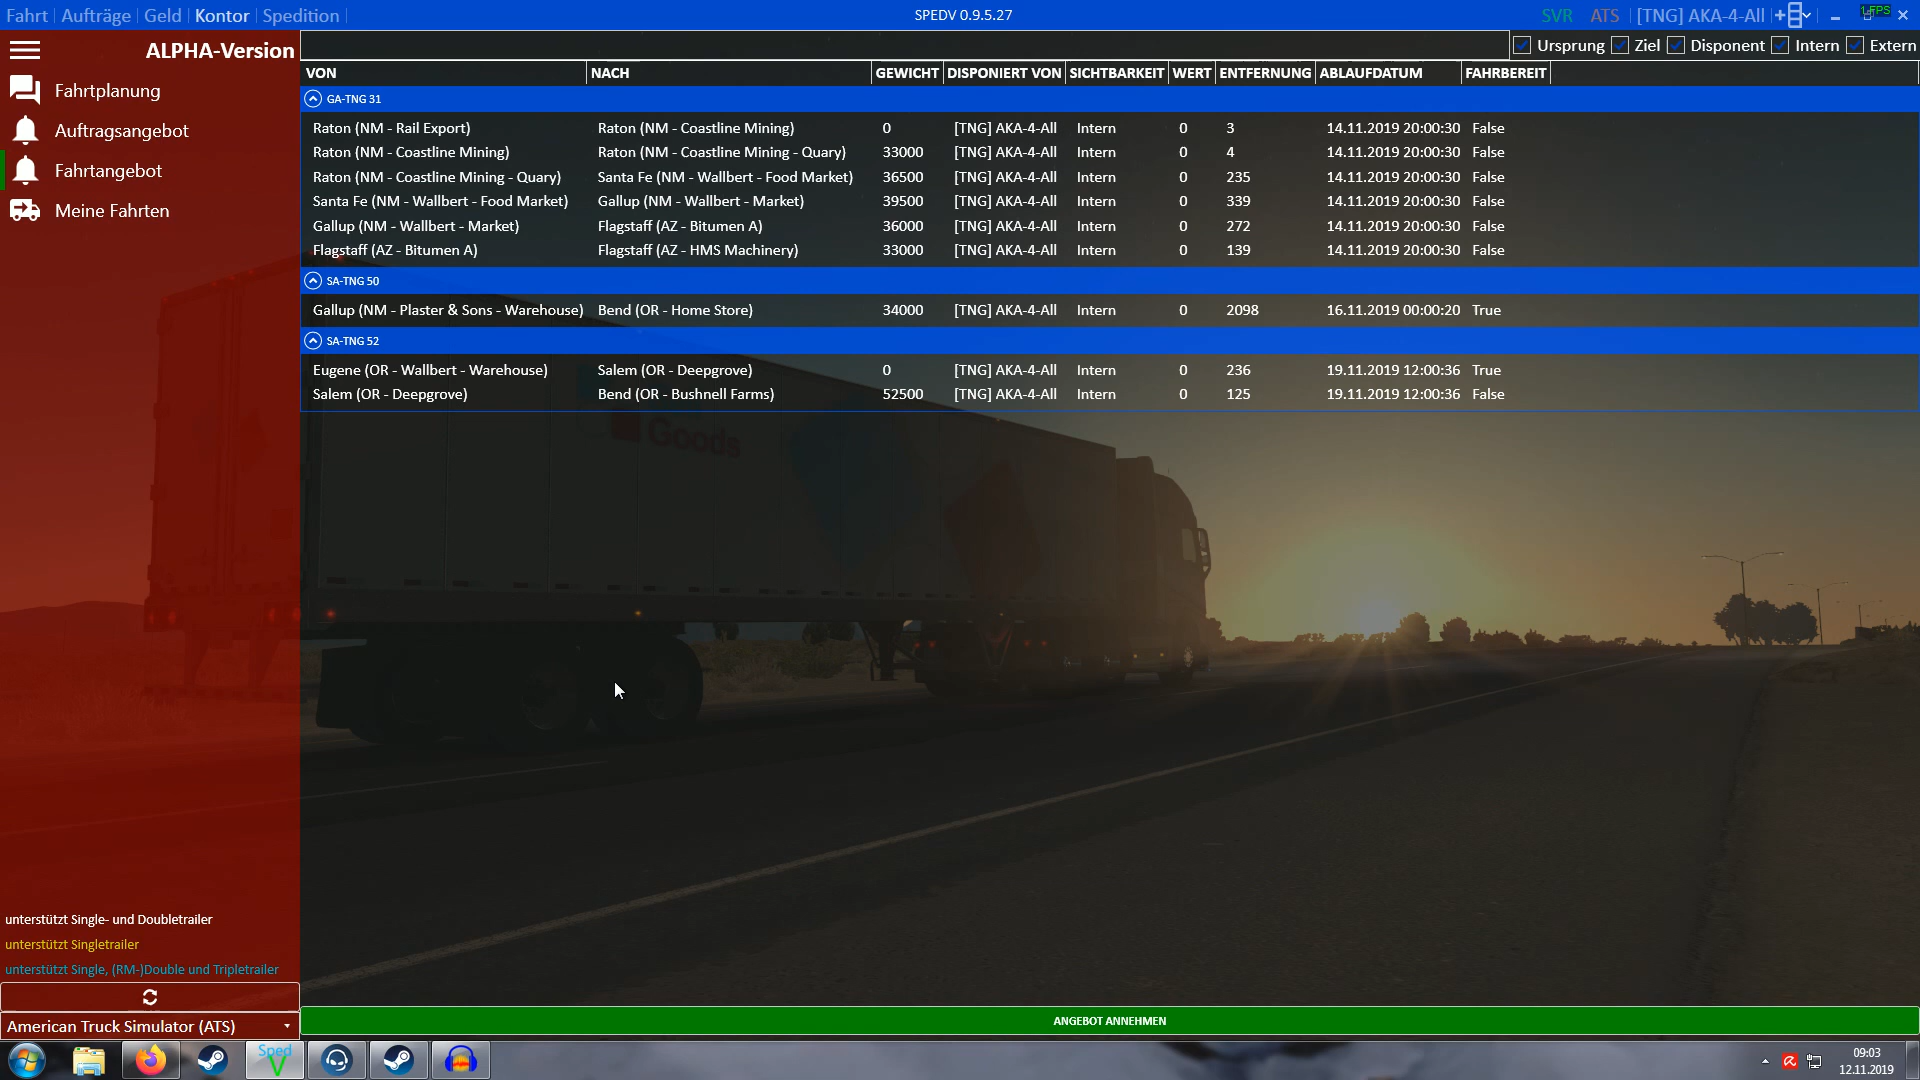 Fahrt Aufträge Geld Kontor Spedition SPEDV 0.9.5.27 SVR ATS [TNG] AKA-4-All 1 FPS
ALPHA-Version
Ursprung Ziel Disponent Intern Extern
VON NACH GEWICHT DISPONIERT VON SICHTBARKEIT WERT ENTFERNUNG ABLAUFDATUM FAHRBEREIT
Fahrtplanung
Auftragsangebot
Fahrtangebot
Meine Fahrten
GA-TNG 31
Raton (NM - Rail Export) Raton (NM - Coastline Mining) 0 [TNG] AKA-4-All Intern 0 3 14.11.2019 20:00:30 False
Raton (NM - Coastline Mining) Raton (NM - Coastline Mining - Quary) 33000 [TNG] AKA-4-All Intern 0 4 14.11.2019 20:00:30 False
Raton (NM - Coastline Mining - Quary) Santa Fe (NM - Wallbert - Food Market) 36500 [TNG] AKA-4-All Intern 0 235 14.11.2019 20:00:30 False
Santa Fe (NM - Wallbert - Food Market) Gallup (NM - Wallbert - Market) 39500 [TNG] AKA-4-All Intern 0 339 14.11.2019 20:00:30 False
Gallup (NM - Wallbert - Market) Flagstaff (AZ - Bitumen A) 36000 [TNG] AKA-4-All Intern 0 272 14.11.2019 20:00:30 False
Flagstaff (AZ - Bitumen A) Flagstaff (AZ - HMS Machinery) 33000 [TNG] AKA-4-All Intern 0 139 14.11.2019 20:00:30 False
SA-TNG 50
Gallup (NM - Plaster & Sons - Warehouse) Bend (OR - Home Store) 34000 [TNG] AKA-4-All Intern 0 2098 16.11.2019 00:00:20 True
SA-TNG 52
Eugene (OR - Wallbert - Warehouse) Salem (OR - Deepgrove) 0 [TNG] AKA-4-All Intern 0 236 19.11.2019 12:00:36 True
Salem (OR - Deepgrove) Bend (OR - Bushnell Farms) 52500 [TNG] AKA-4-All Intern 0 125 19.11.2019 12:00:36 False
Goods
unterstützt Single- und Doubletrailer
unterstützt Singletrailer
unterstützt Single, (RM-)Double und Tripletrailer
American Truck Simulator (ATS)
ANGEBOT ANNEHMEN
Sped V
09:03
12.11.2019